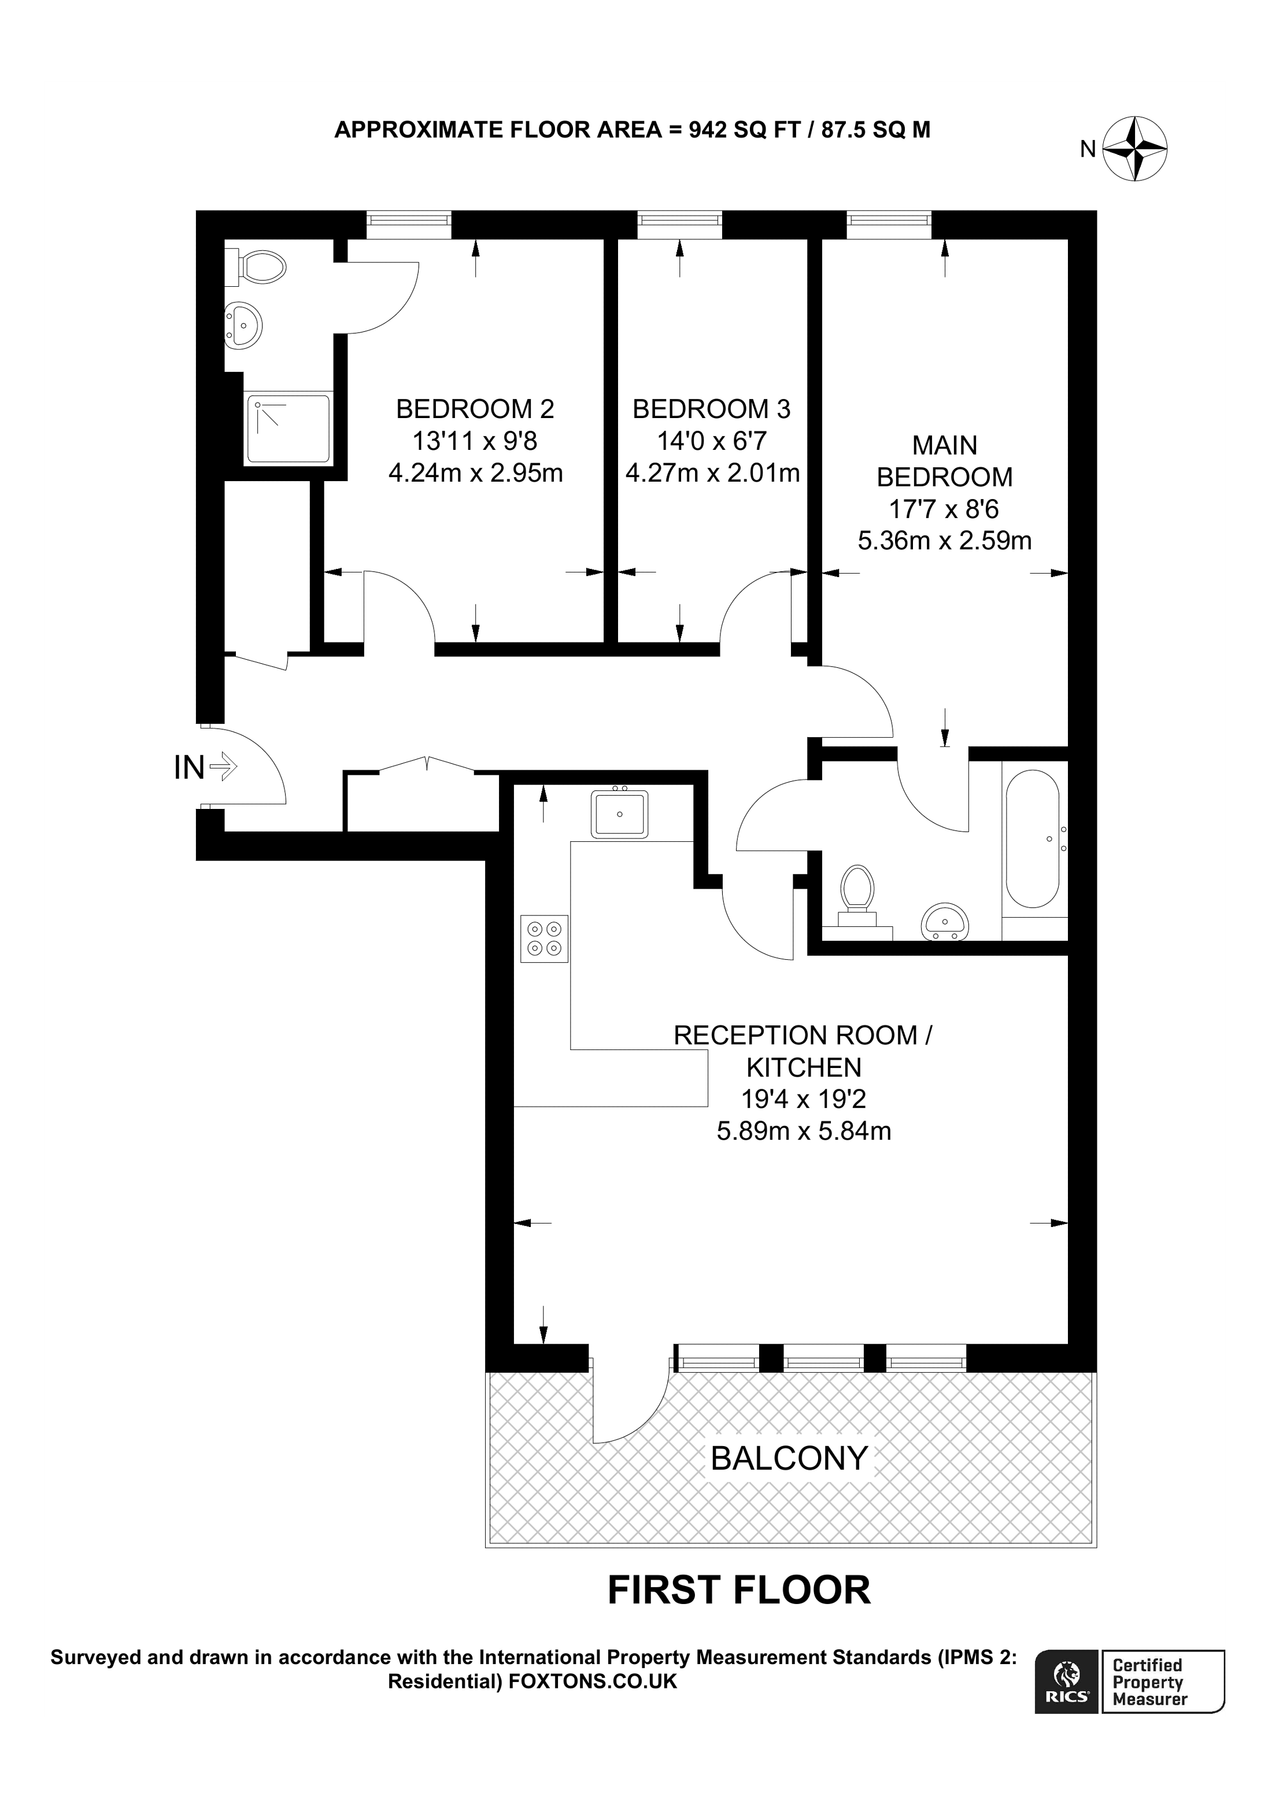 APPROXIMATE FLOOR AREA = 942 SQ FT / 87.5 SQ M
N
BEDROOM 2
13'11 x 9'8
4.24m x 2.95m
BEDROOM 3
14'0 x 6'7
4.27m x 2.01m
MAIN
BEDROOM
17'7 x 8'6
5.36m x 2.59m
IN
RECEPTION ROOM /
KITCHEN
19'4 x 19'2
5.89m x 5.84m
BALCONY
FIRST FLOOR
Surveyed and drawn in accordance with the International Property Measurement Standards (IPMS 2:
Residential) FOXTONS.CO.UK
RICS
Certified
Property
Measurer